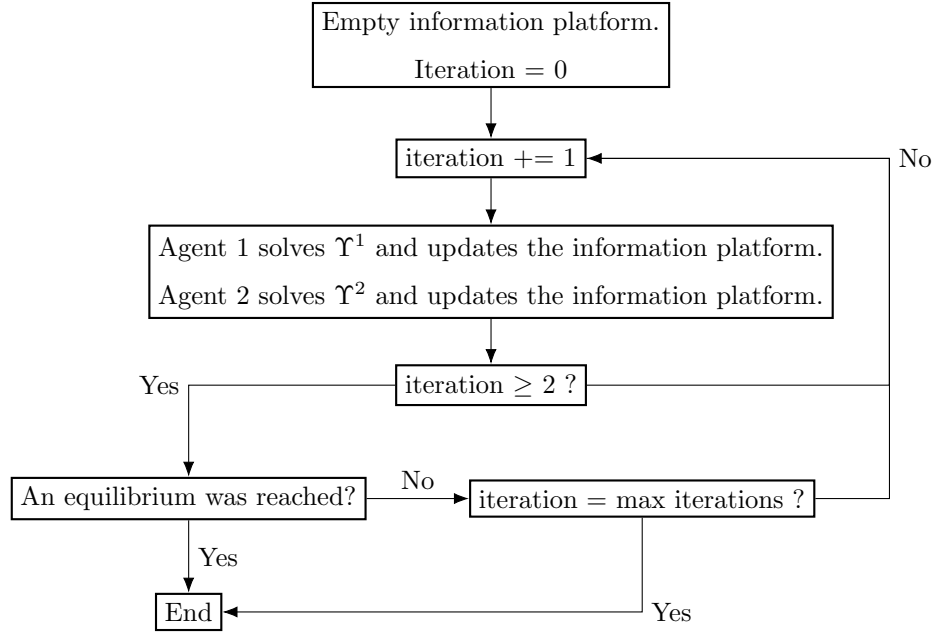 Empty information platform.
Iteration = 0
iteration += 1
No
Agent 1 solves ϒ¹ and updates the information platform.
Agent 2 solves ϒ² and updates the information platform.
Yes
iteration ≥ 2 ?
An equilibrium was reached?
No
iteration = max iterations ?
Yes
End
Yes